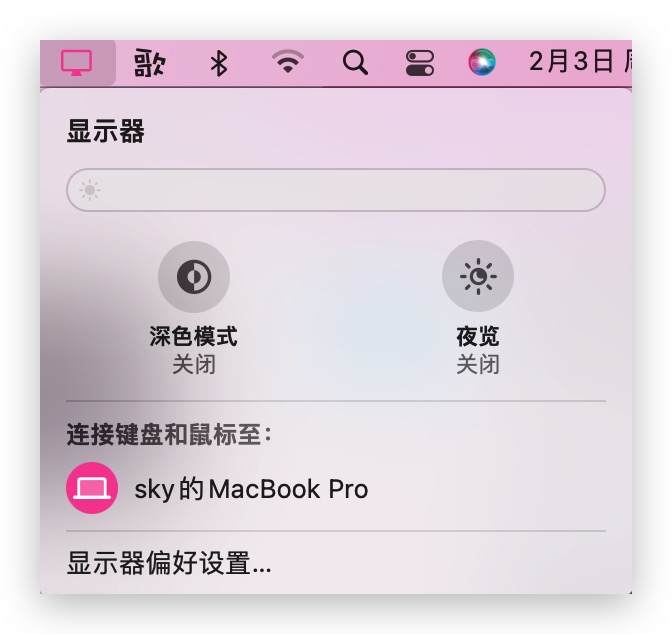 歌 2月3日
显示器
深色模式 夜览
关闭 关闭
连接键盘和鼠标至：
sky的MacBook Pro
显示器偏好设置...